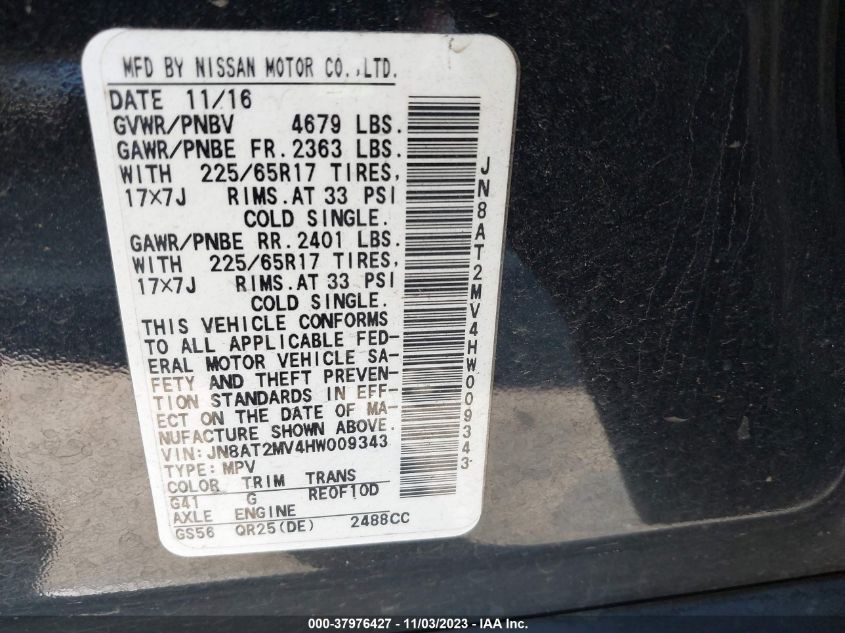 MFD BY NISSAN MOTOR CO.,LTD.
DATE 11/16
GVWR/PNBV 4679 LBS.
GAWR/PNBE FR. 2363 LBS.
WITH 225/65R17 TIRES,
17×7J RIMS.AT 33 PSI
COLD SINGLE.
GAWR/PNBE RR. 2401 LBS.
WITH 225/65R17 TIRES,
17×7J RIMS.AT 33 PSI
COLD SINGLE.
THIS VEHICLE CONFORMS
TO ALL APPLICABLE FED-
ERAL MOTOR VEHICLE SA-
FETY AND THEFT PREVEN-
TION STANDARDS IN EFF-
ECT ON THE DATE OF MA-
NUFACTURE SHOWN ABOVE.
VIN: JN8AT2MV4HW009343
TYPE: MPV
COLOR TRIM TRANS
G41 G RE0F10D
AXLE ENGINE
GS56 QR25(DE) 2488CC
JN8AT2MV4HW009343
000-37976427 - 11/03/2023 - IAA Inc.